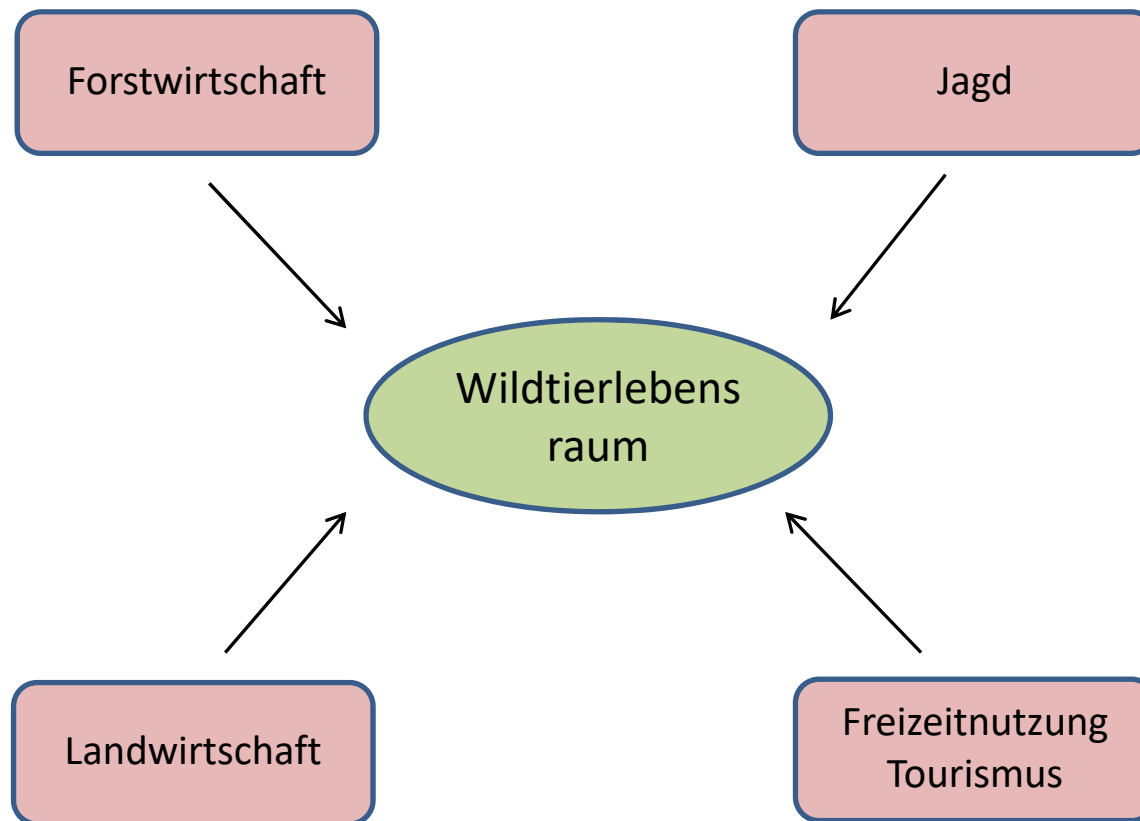 Forstwirtschaft
Jagd
Wildtierlebens
raum
Landwirtschaft
Freizeitnutzung
Tourismus